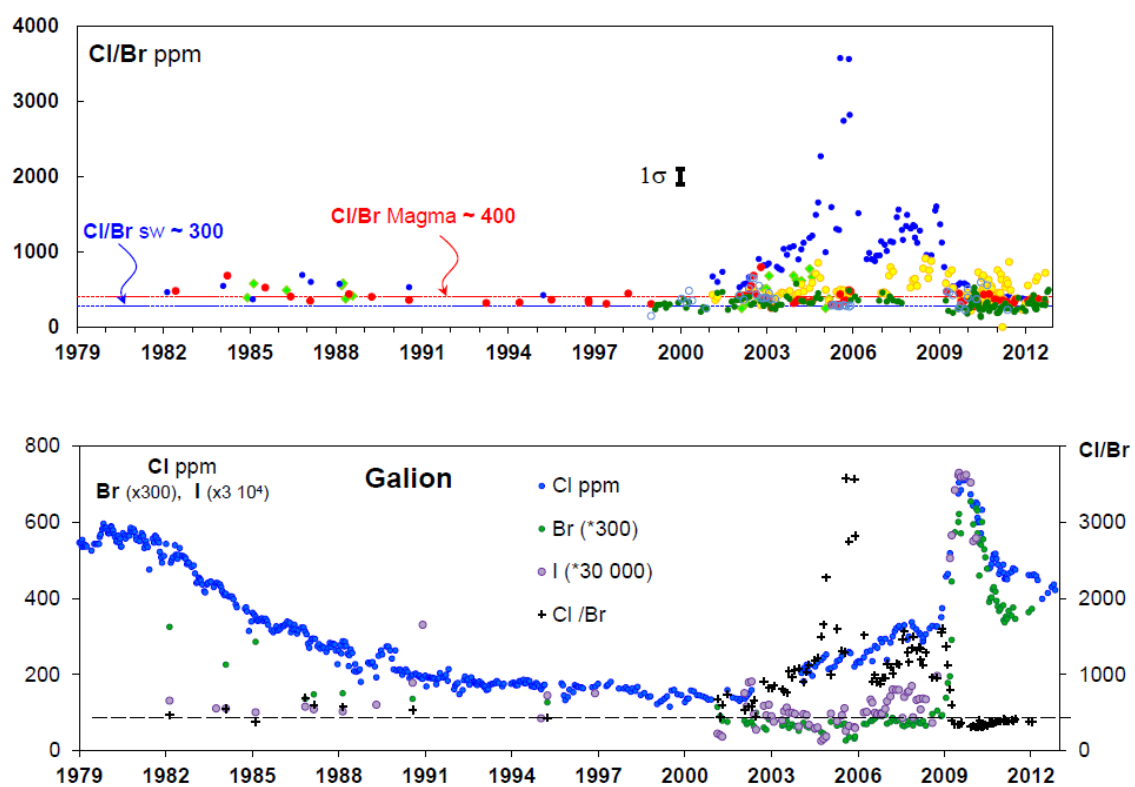 4000
Cl/Br ppm
3000
2000
1σ
Cl/Br Magma ~ 400
Cl/Br sw ~ 300
1000
0
1979 1982 1985 1988 1991 1994 1997 2000 2003 2006 2009 2012
800
Cl/Br
Cl ppm
Br (x300), I (x3 10⁴)
Galion
Cl ppm
600
3000
Br (*300)
I (*30 000)
400
2000
Cl /Br
200
1000
0
0
1979 1982 1985 1988 1991 1994 1997 2000 2003 2006 2009 2012